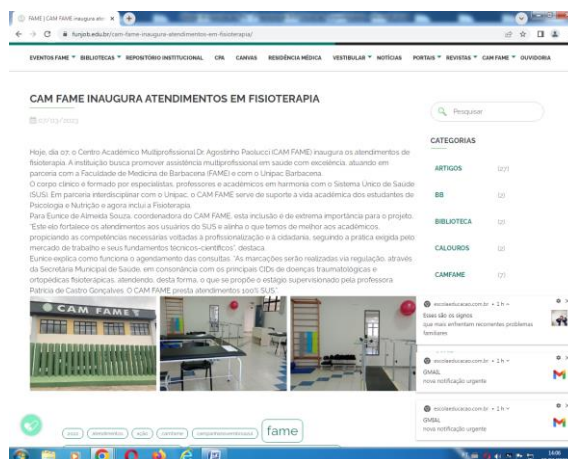 FAME | CAM FAME inaugura aten
funjob.edu.br/cam-fame-inaugura-atendimentos-em-fisioterapia/
EVENTOS FAME BIBLIOTECAS REPOSITÓRIO INSTITUCIONAL CPA CANVAS RESIDÊNCIA MÉDICA VESTIBULAR NOTÍCIAS PORTAIS REVISTAS CAM FAME OUVIDORIA
CAM FAME INAUGURA ATENDIMENTOS EM FISIOTERAPIA
07/03/2023
Hoje, dia 07, o Centro Acadêmico Multiprofissional Dr. Agostinho Paolucci (CAM FAME) inaugura os atendimentos de
fisioterapia. A instituição busca promover assistência multiprofissional em saúde com excelência, atuando em
parceria com a Faculdade de Medicina de Barbacena (FAME) e com o Unipac Barbacena.
O corpo clínico é formado por especialistas, professores e acadêmicos em harmonia com o Sistema Único de Saúde
(SUS). Em parceria interdisciplinar com o Unipac, o CAM FAME serve de suporte à vida acadêmica dos estudantes de
Psicologia e Nutrição e agora inclui a Fisioterapia.
Para Eunice de Almeida Souza, coordenadora do CAM FAME, esta inclusão é de extrema importância para o projeto.
"Este elo fortalece os atendimentos aos usuários do SUS e alinha o que temos de melhor aos acadêmicos,
propiciando as competências necessárias voltadas à profissionalização e a cidadania, seguindo a prática exigida pelo
mercado de trabalho e seus fundamentos técnicos-científicos", destaca.
Eunice explica como funciona o agendamento das consultas. "As marcações serão realizadas via regulação, através
da Secretaria Municipal de Saúde, em consonância com os principais CIDs de doenças traumatológicas e
ortopédicas fisioterápicas, atendendo, desta forma, o que se propõe o estágio supervisionado pela professora
Patrícia de Castro Gonçalves. O CAM FAME presta atendimentos 100% SUS."
CAM FAME
2022 atendimentos ação camfame fame
Pesquisar
CATEGORIAS
ARTIGOS (27)
BB (2)
BIBLIOTECA (2)
CALOUROS (2)
CAMFAME (7)
escolaeducacao.com.br • 1 h
Esses são os signos
que mais enfrentam recorrentes problemas
familiares
escolaeducacao.com.br • 1 h
GMAIL
nova notificação urgente
escolaeducacao.com.br • 1 h
GMAIL
nova notificação urgente
14:06